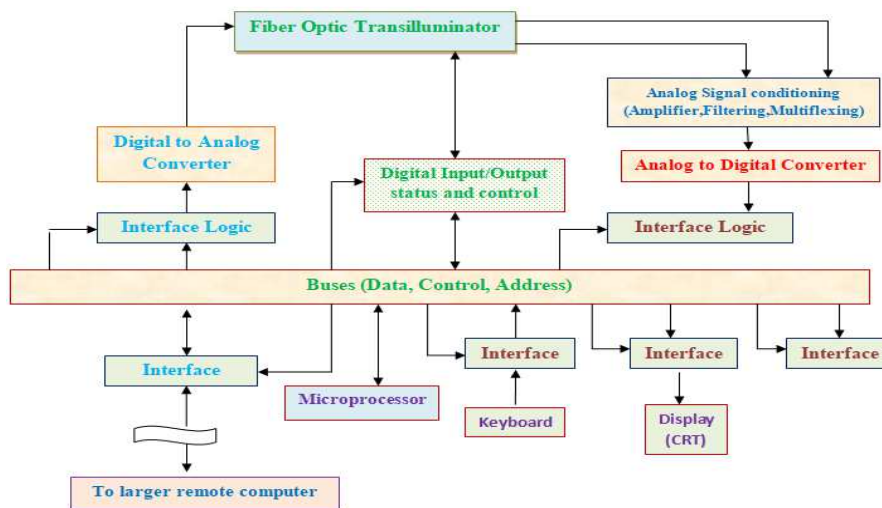 Fiber Optic Transilluminator
Analog Signal conditioning
(Amplifier,Filtering,Multiflexing)
Digital to Analog
Converter
Digital Input/Output
status and control
Analog to Digital Converter
Interface Logic
Interface Logic
Buses (Data, Control, Address)
Interface
Interface
Interface
Interface
Microprocessor
Keyboard
Display
(CRT)
To larger remote computer